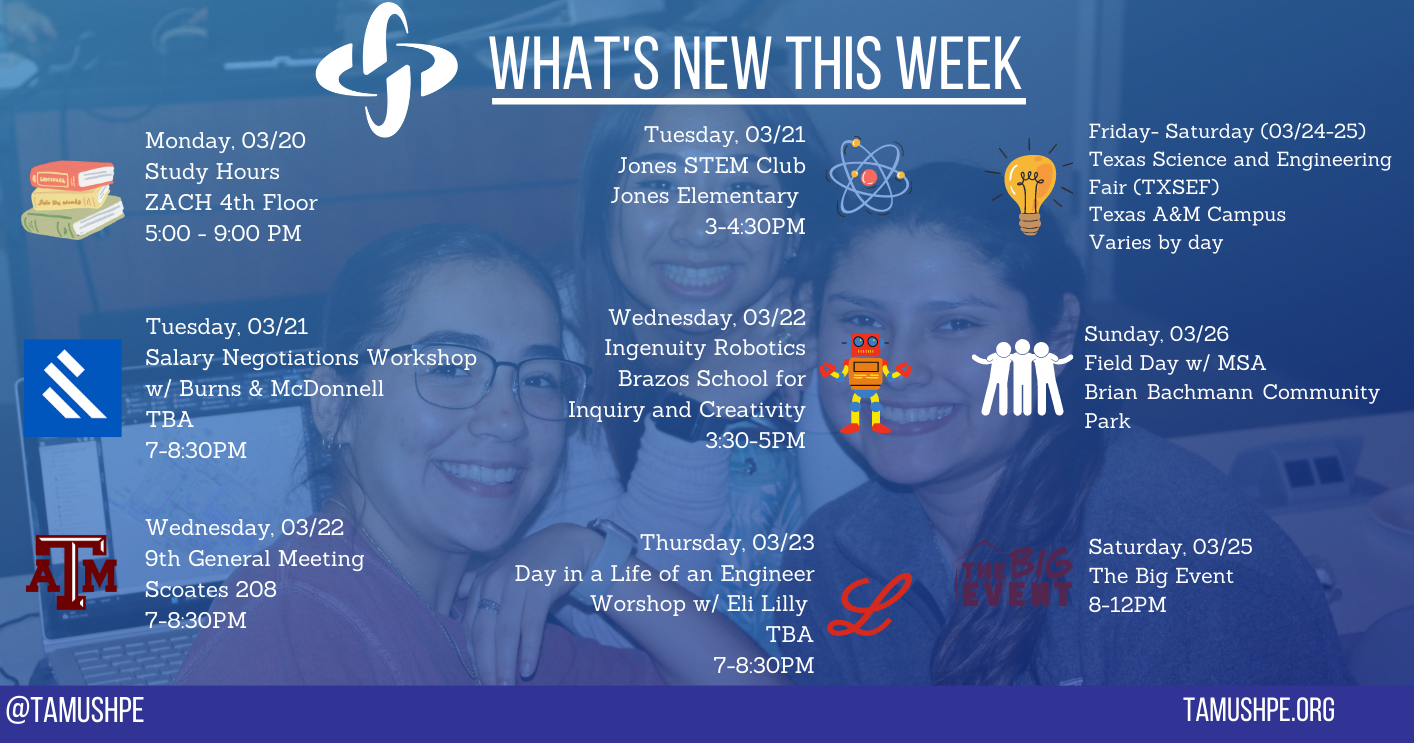 WHAT'S NEW THIS WEEK
Monday, 03/20
Study Hours
ZACH 4th Floor
5:00 - 9:00 PM
Tuesday, 03/21
Salary Negotiations Workshop
w/ Burns & McDonnell
TBA
7-8:30PM
Wednesday, 03/22
9th General Meeting
Scoates 208
7-8:30PM
ATM
Tuesday, 03/21
Jones STEM Club
Jones Elementary
3-4:30PM
Wednesday, 03/22
Ingenuity Robotics
Brazos School for
Inquiry and Creativity
3:30-5PM
Thursday, 03/23
Day in a Life of an Engineer
Worshop w/ Eli Lilly
TBA
7-8:30PM
L
Friday- Saturday (03/24-25)
Texas Science and Engineering
Fair (TXSEF)
Texas A&M Campus
Varies by day
Sunday, 03/26
Field Day w/ MSA
Brian Bachmann Community
Park
THE BIG
EVENT
Saturday, 03/25
The Big Event
8-12PM
@TAMUSHPE
TAMUSHPE.ORG